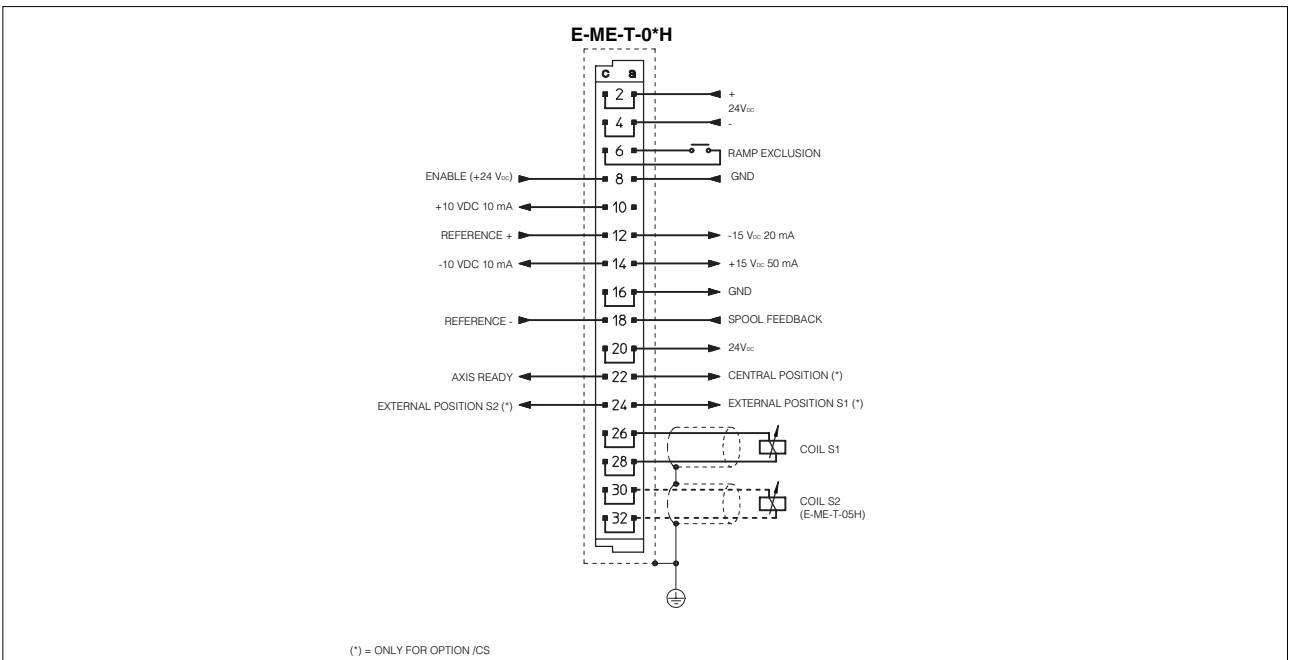 E-ME-T-0*H
c a
2 +
24VDC
4 -
6 RAMP EXCLUSION
ENABLE (+24 VDC) 8 GND
+10 VDC 10 mA 10
REFERENCE + 12 -15 VDC 20 mA
-10 VDC 10 mA 14 +15 VDC 50 mA
16 GND
REFERENCE - 18 SPOOL FEEDBACK
20 24VDC
AXIS READY 22 CENTRAL POSITION (*)
EXTERNAL POSITION S2 (*) 24 EXTERNAL POSITION S1 (*)
26
COIL S1
28
30
COIL S2
(E-ME-T-05H)
32
(*) = ONLY FOR OPTION /CS